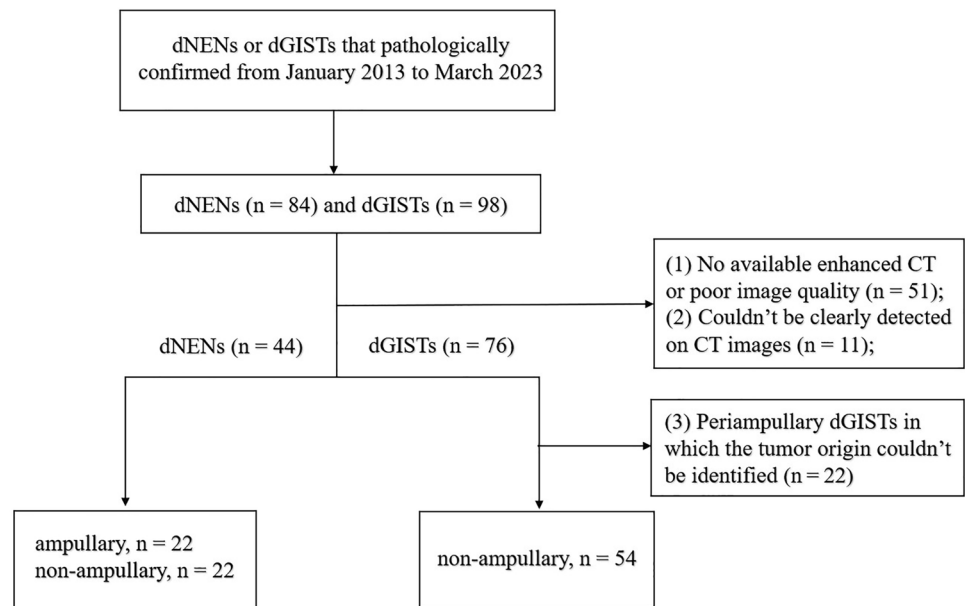 dNENs or dGISTs that pathologically
confirmed from January 2013 to March 2023
dNENs (n = 84) and dGISTs (n = 98)
(1) No available enhanced CT
or poor image quality (n = 51);
(2) Couldn't be clearly detected
on CT images (n = 11);
dNENs (n = 44)
dGISTs (n = 76)
(3) Periampullary dGISTs in
which the tumor origin couldn't
be identified (n = 22)
ampullary, n = 22
non-ampullary, n = 22
non-ampullary, n = 54